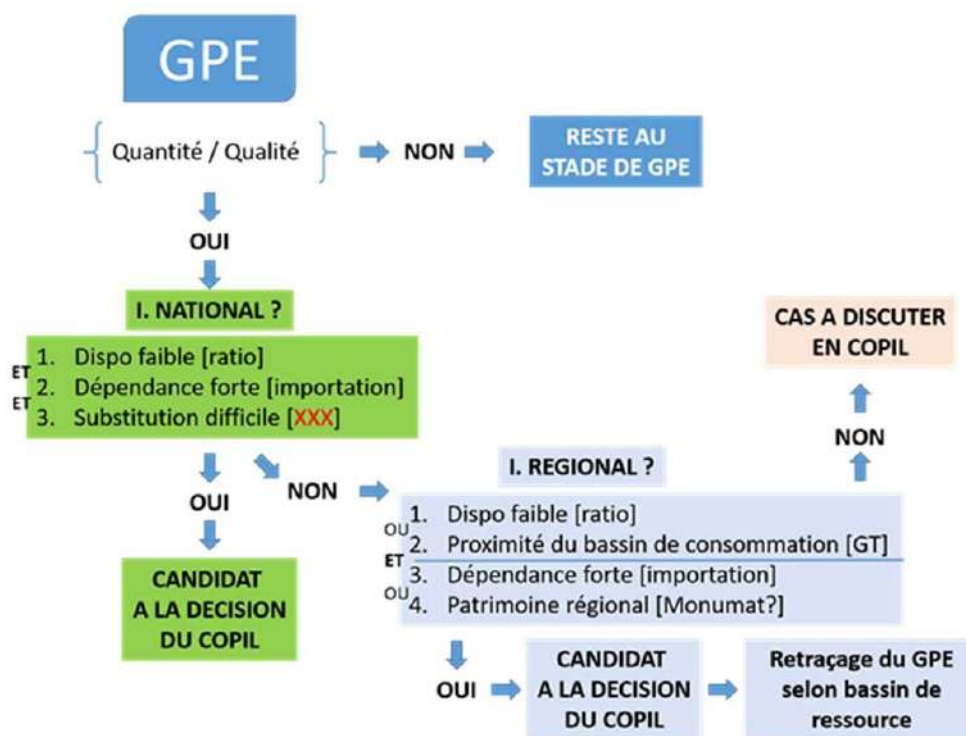 GPE
Quantité / Qualité
NON
RESTE AU
STADE DE GPE
OUI
I. NATIONAL ?
1. Dispo faible [ratio]
ET
2. Dépendance forte [importation]
ET
3. Substitution difficile [XXX]
OUI
NON
CANDIDAT
A LA DECISION
DU COPIL
CAS A DISCUTER
EN COPIL
NON
I. REGIONAL ?
1. Dispo faible [ratio]
OU
2. Proximité du bassin de consommation [GT]
ET
3. Dépendance forte [importation]
OU
4. Patrimoine régional [Monumat?]
OUI
CANDIDAT
A LA DECISION
DU COPIL
Retraçage du GPE
selon bassin de
ressource